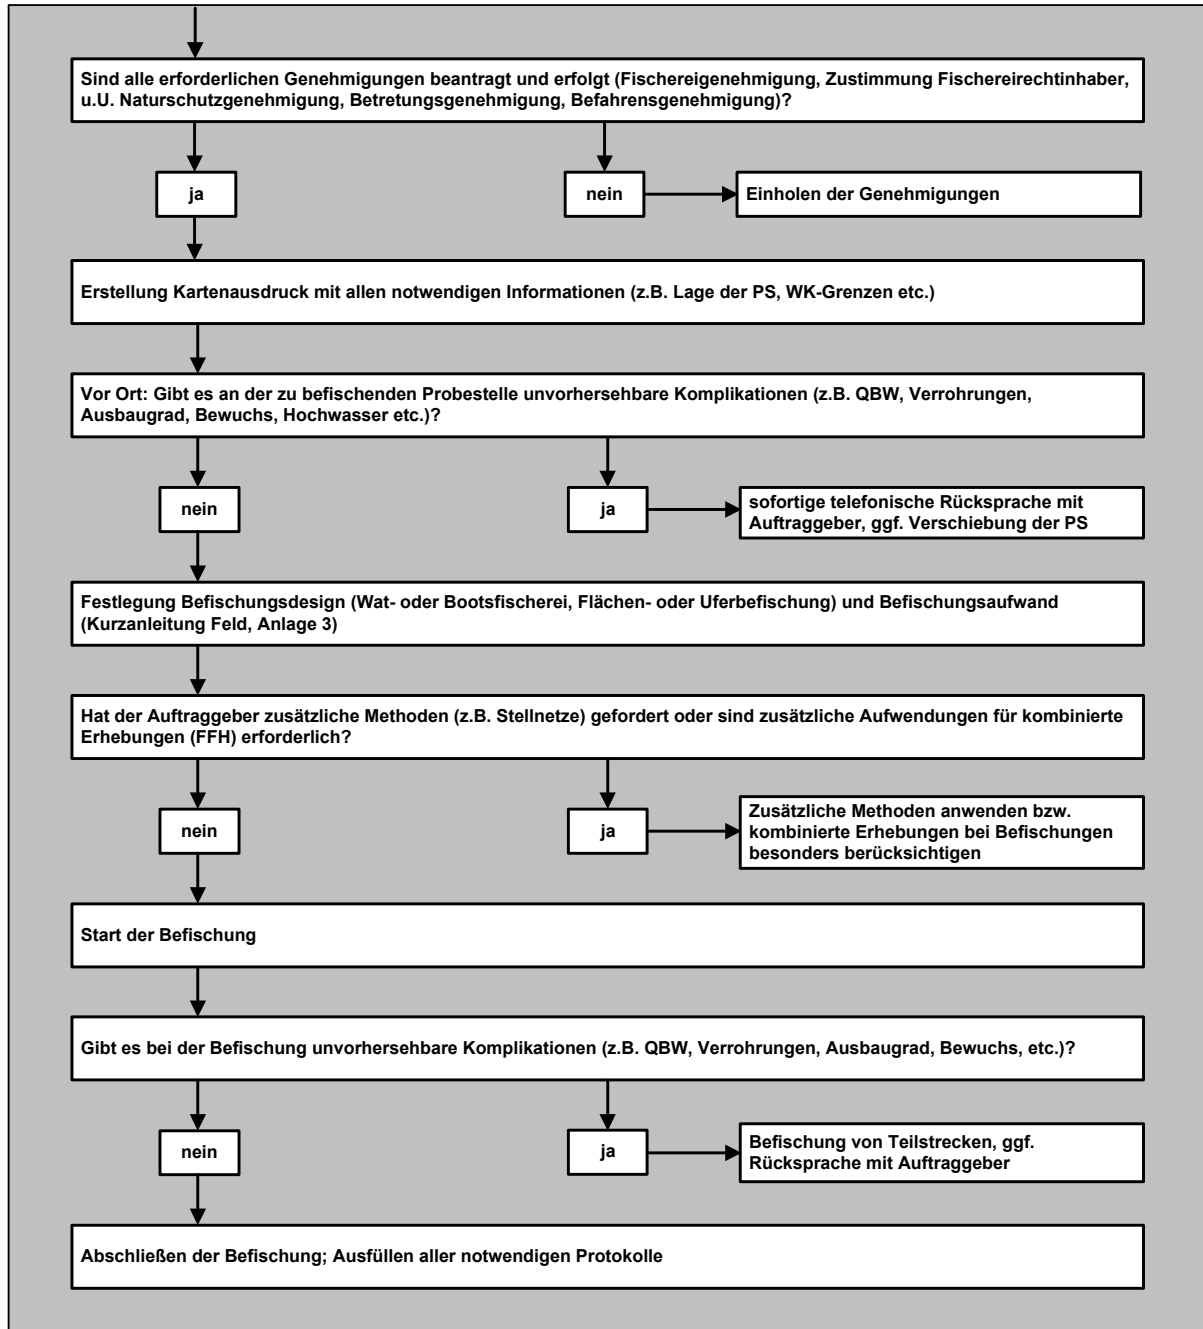 Sind alle erforderlichen Genehmigungen beantragt und erfolgt (Fischereigenehmigung, Zustimmung Fischereirechtinhaber,
u.U. Naturschutzgenehmigung, Betretungsgenehmigung, Befahrensgenehmigung)?
ja
nein
Einholen der Genehmigungen
Erstellung Kartenausdruck mit allen notwendigen Informationen (z.B. Lage der PS, WK-Grenzen etc.)
Vor Ort: Gibt es an der zu befischenden Probestelle unvorhersehbare Komplikationen (z.B. QBW, Verrohrungen,
Ausbaugrad, Bewuchs, Hochwasser etc.)?
nein
ja
sofortige telefonische Rücksprache mit
Auftraggeber, ggf. Verschiebung der PS
Festlegung Befischungsdesign (Wat- oder Bootsfischerei, Flächen- oder Uferbefischung) und Befischungsaufwand
(Kurzanleitung Feld, Anlage 3)
Hat der Auftraggeber zusätzliche Methoden (z.B. Stellnetze) gefordert oder sind zusätzliche Aufwendungen für kombinierte
Erhebungen (FFH) erforderlich?
nein
ja
Zusätzliche Methoden anwenden bzw.
kombinierte Erhebungen bei Befischungen
besonders berücksichtigen
Start der Befischung
Gibt es bei der Befischung unvorhersehbare Komplikationen (z.B. QBW, Verrohrungen, Ausbaugrad, Bewuchs, etc.)?
nein
ja
Befischung von Teilstrecken, ggf.
Rücksprache mit Auftraggeber
Abschließen der Befischung; Ausfüllen aller notwendigen Protokolle